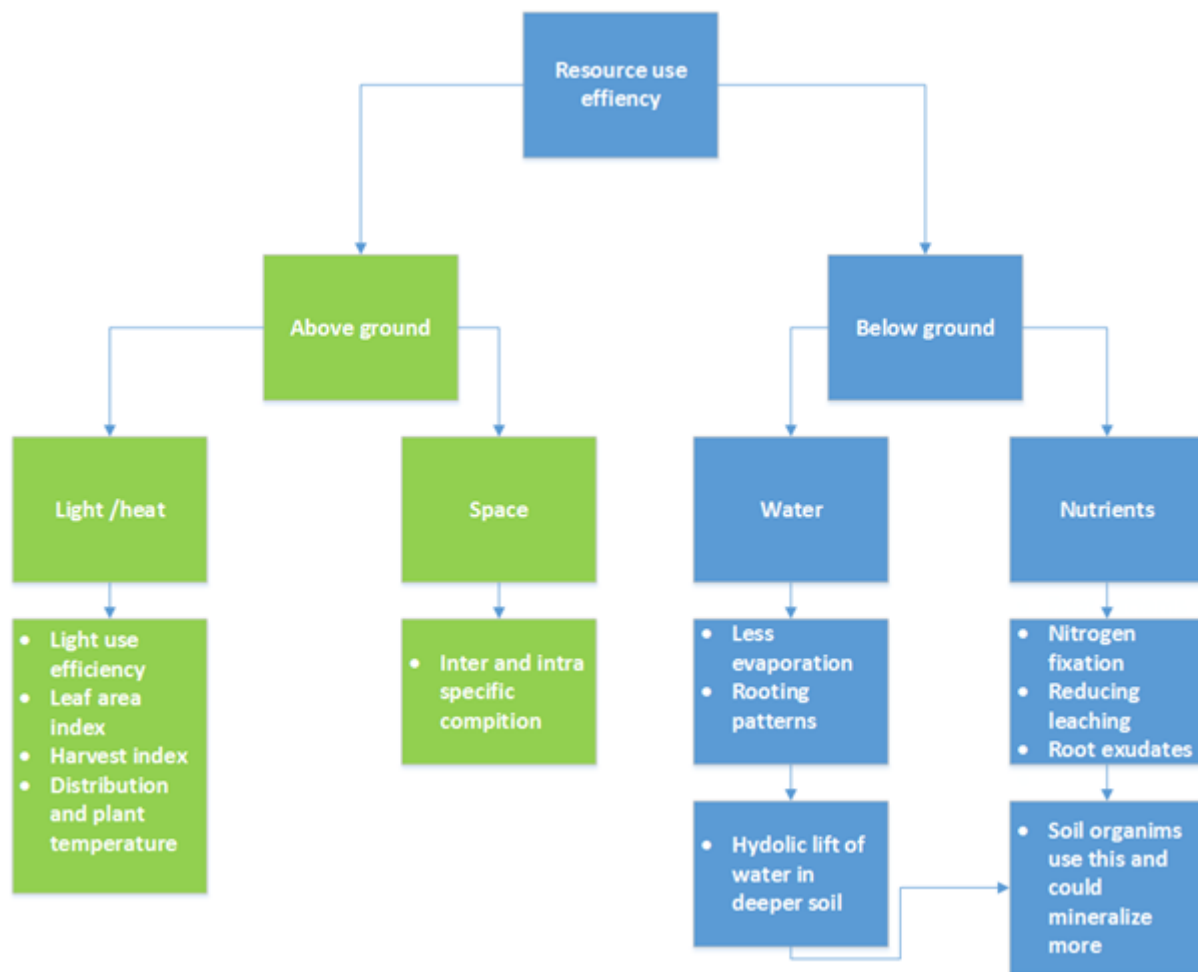 Resource use
effiency
Above ground
Below ground
Light /heat
Space
Water
Nutrients
• Light use
efficiency
• Leaf area
index
• Harvest index
• Distribution
and plant
temperature
• Inter and intra
specific
compition
• Less
evaporation
• Rooting
patterns
• Nitrogen
fixation
• Reducing
leaching
• Root exudates
• Hydolic lift of
water in
deeper soil
• Soil organims
use this and
could
mineralize
more